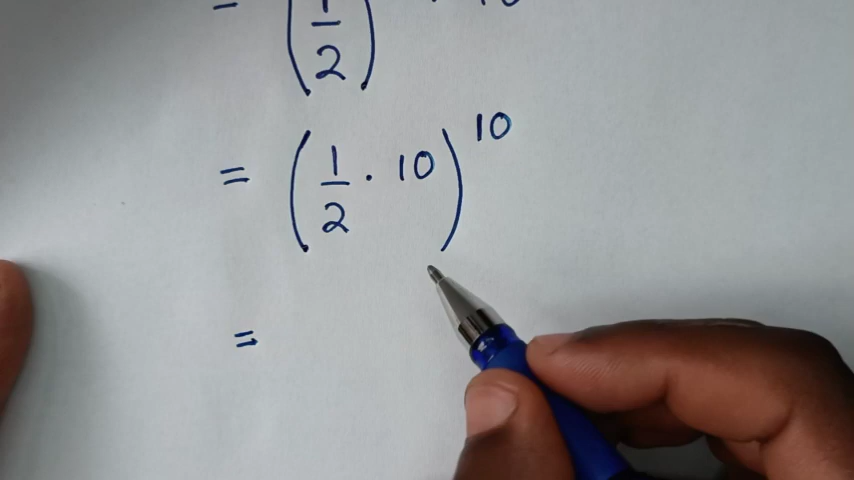 = (1/2)
= (1/2 · 10)^10
=